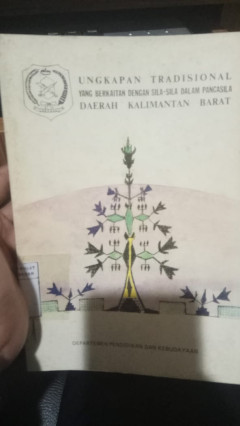 UNGKAPAN TRADISIONAL
YANG BERKAITAN DENGAN SILA-SILA DALAM PANCASILA
DAERAH KALIMANTAN BARAT
DEPARTEMEN PENDIDIKAN DAN KEBUDAYAAN